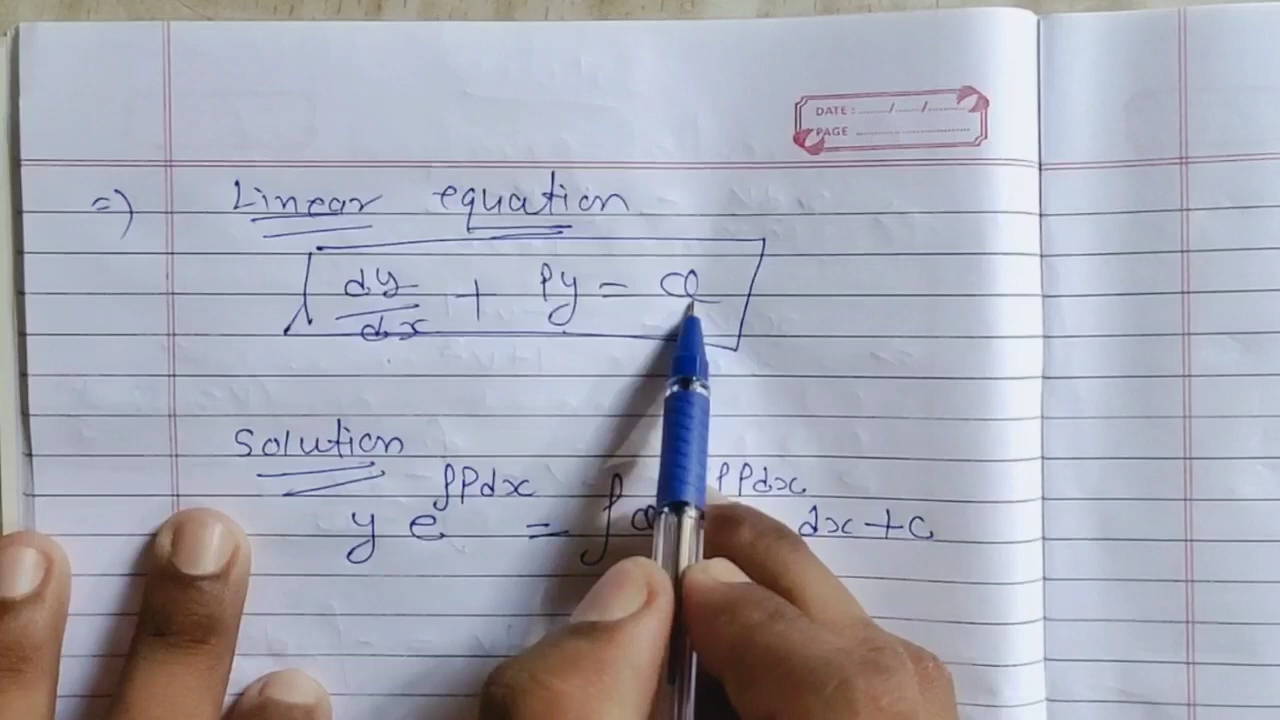 DATE : ....../....../.........
PAGE ........................
=) Linear equation
dy/dx + Py = Q
Solution
y e^∫Pdx = ∫Q ^∫Pdx dx + c